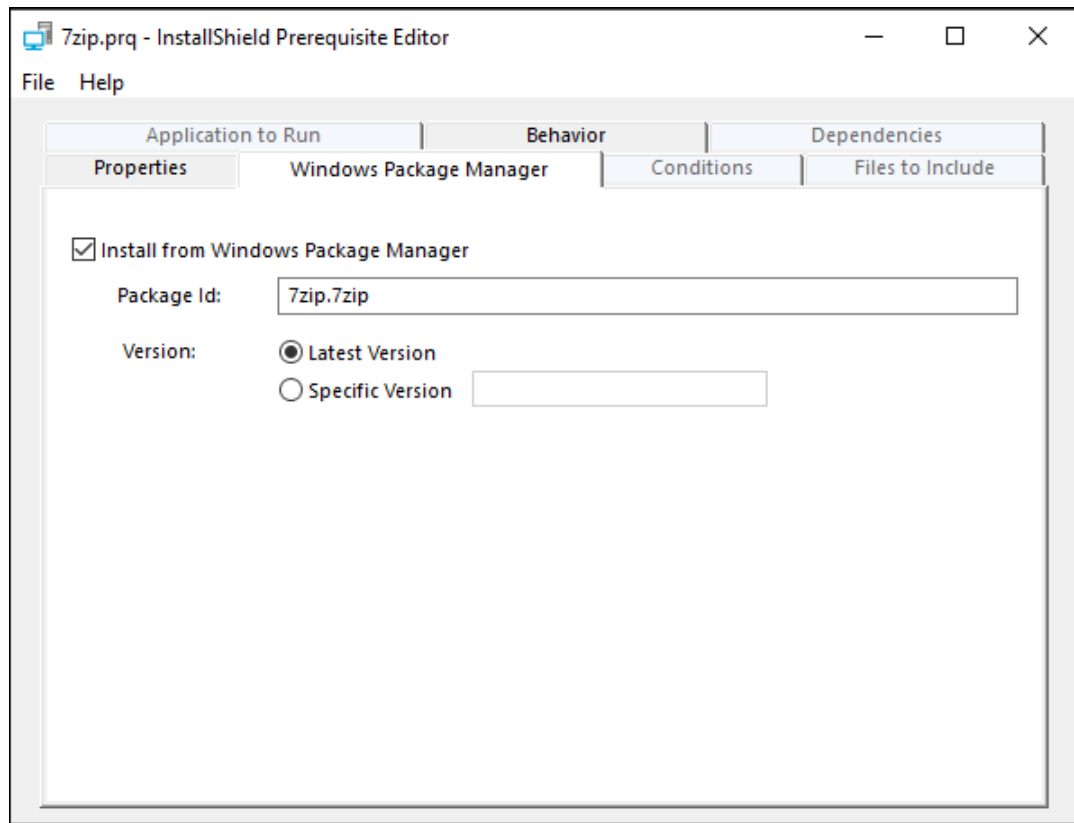 7zip.prq - InstallShield Prerequisite Editor
File Help
Application to Run Behavior Dependencies
Properties Windows Package Manager Conditions Files to Include
Install from Windows Package Manager
Package Id: 7zip.7zip
Version: Latest Version
Specific Version